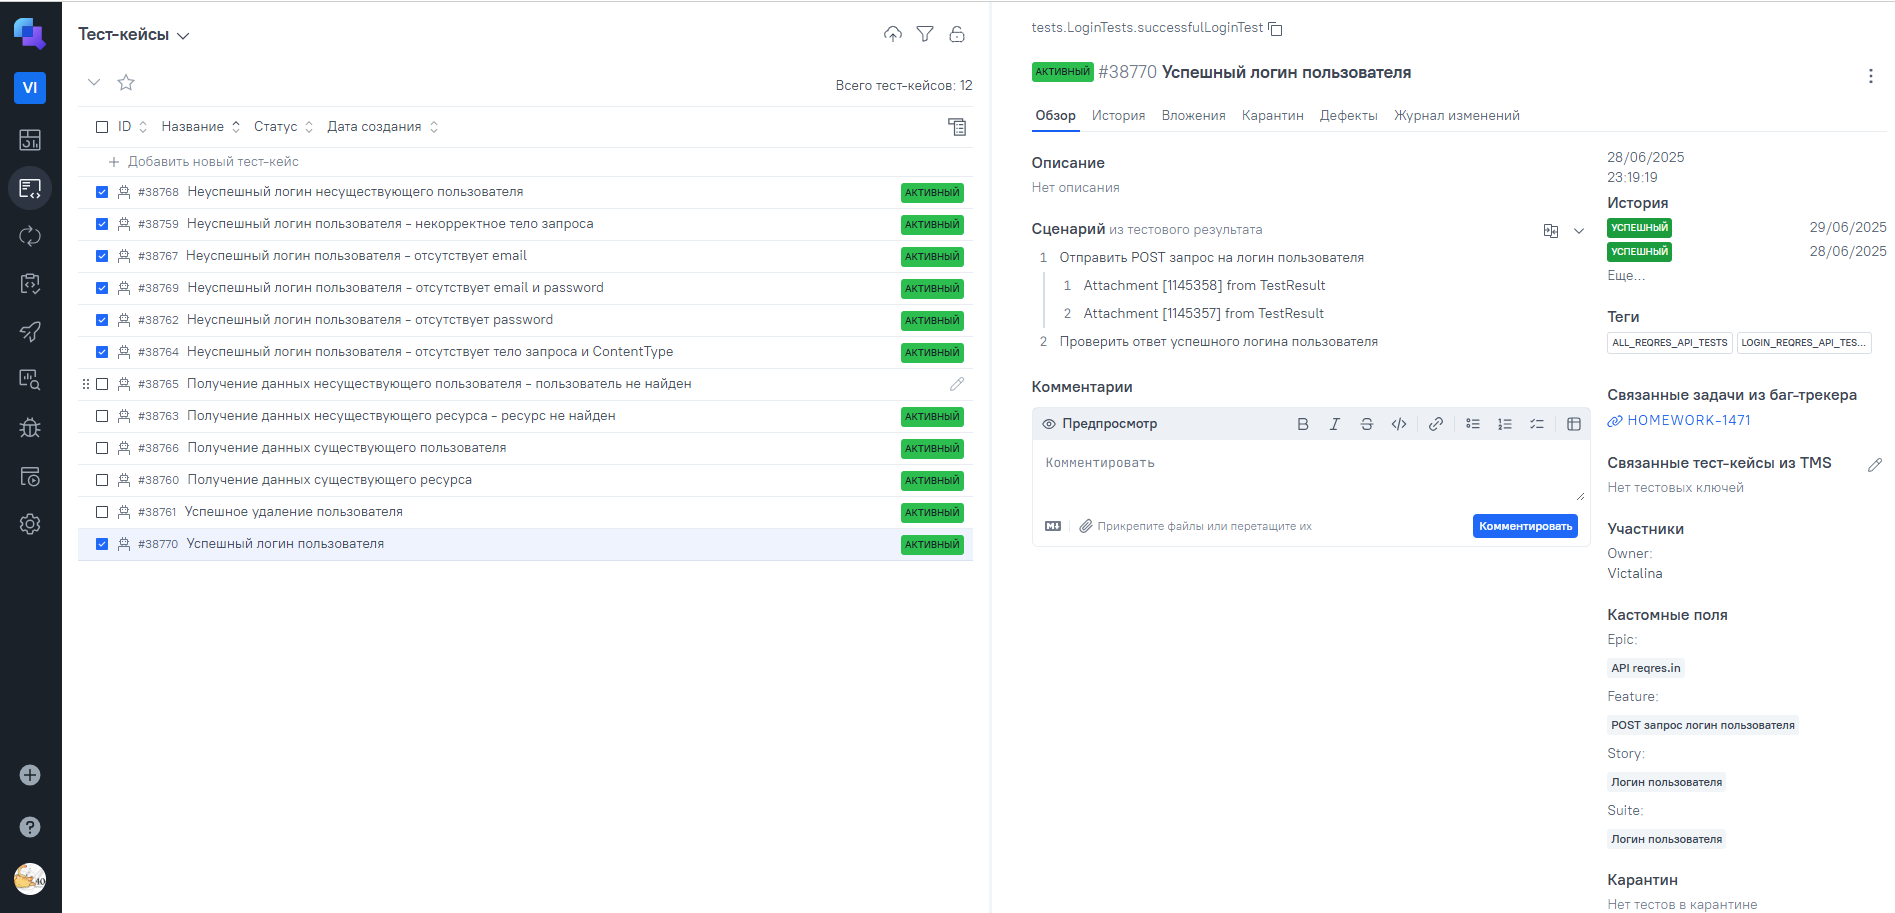 VI
Тест-кейсы
Всего тест-кейсов: 12
ID Название Статус Дата создания
Добавить новый тест-кейс
#38768 Неуспешный логин несуществующего пользователя АКТИВНЫЙ
#38759 Неуспешный логин пользователя - некорректное тело запроса АКТИВНЫЙ
#38767 Неуспешный логин пользователя - отсутствует email АКТИВНЫЙ
#38769 Неуспешный логин пользователя - отсутствует email и password АКТИВНЫЙ
#38762 Неуспешный логин пользователя - отсутствует password АКТИВНЫЙ
#38764 Неуспешный логин пользователя - отсутствует тело запроса и ContentType АКТИВНЫЙ
#38765 Получение данных несуществующего пользователя - пользователь не найден
#38763 Получение данных несуществующего ресурса - ресурс не найден АКТИВНЫЙ
#38766 Получение данных существующего пользователя АКТИВНЫЙ
#38760 Получение данных существующего ресурса АКТИВНЫЙ
#38761 Успешное удаление пользователя АКТИВНЫЙ
#38770 Успешный логин пользователя АКТИВНЫЙ
tests.LoginTests.successfulLoginTest
АКТИВНЫЙ #38770 Успешный логин пользователя
Обзор История Вложения Карантин Дефекты Журнал изменений
Описание
Нет описания
Сценарий из тестового результата
1 Отправить POST запрос на логин пользователя
1 Attachment [1145358] from TestResult
2 Attachment [1145357] from TestResult
2 Проверить ответ успешного логина пользователя
Комментарии
Предпросмотр
Комментировать
Прикрепите файлы или перетащите их
Комментировать
28/06/2025
23:19:19
История
УСПЕШНЫЙ 29/06/2025
УСПЕШНЫЙ 28/06/2025
Еще...
Теги
ALL_REQRES_API_TESTS LOGIN_REQRES_API_TES...
Связанные задачи из баг-трекера
HOMEWORK-1471
Связанные тест-кейсы из TMS
Нет тестовых ключей
Участники
Owner:
Victalina
Кастомные поля
Epic:
API reqres.in
Feature:
POST запрос логин пользователя
Story:
Логин пользователя
Suite:
Логин пользователя
Карантин
Нет тестов в карантине